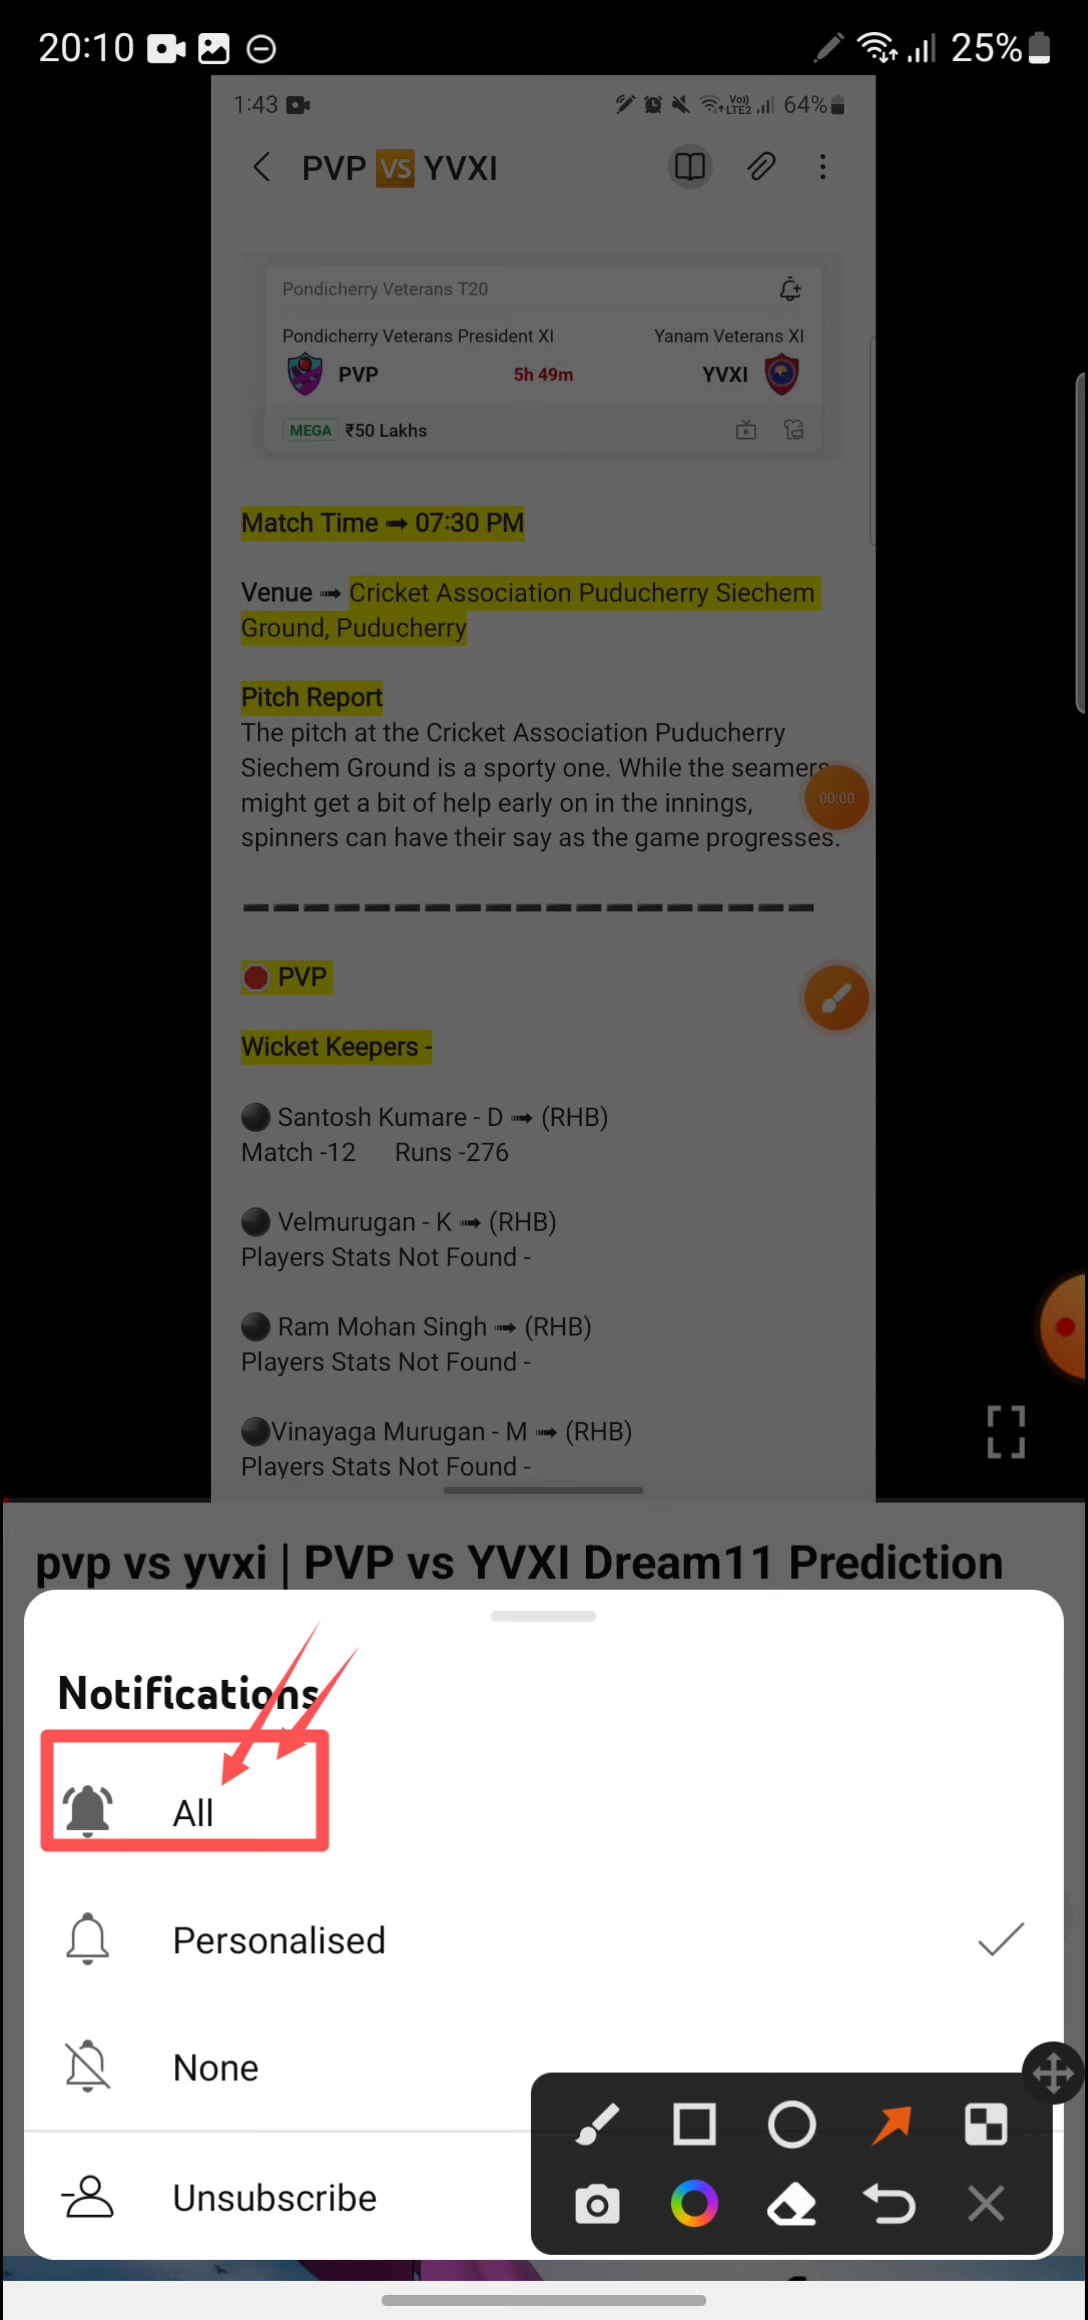 20:10
25%
1:43
Vo)) LTE2
64%
PVP VS YVXI
Pondicherry Veterans T20
Pondicherry Veterans President XI
Yanam Veterans XI
PVP
5h 49m
YVXI
MEGA ₹50 Lakhs
Match Time ➟ 07:30 PM
Venue ➟ Cricket Association Puducherry Siechem
Ground, Puducherry
Pitch Report
The pitch at the Cricket Association Puducherry
Siechem Ground is a sporty one. While the seamers
might get a bit of help early on in the innings,
spinners can have their say as the game progresses.
00:00
PVP
Wicket Keepers -
Santosh Kumare - D ➟ (RHB)
Match -12 Runs -276
Velmurugan - K ➟ (RHB)
Players Stats Not Found -
Ram Mohan Singh ➟ (RHB)
Players Stats Not Found -
Vinayaga Murugan - M ➟ (RHB)
Players Stats Not Found -
pvp vs yvxi | PVP vs YVXI Dream11 Prediction
Notifications
All
Personalised
None
Unsubscribe